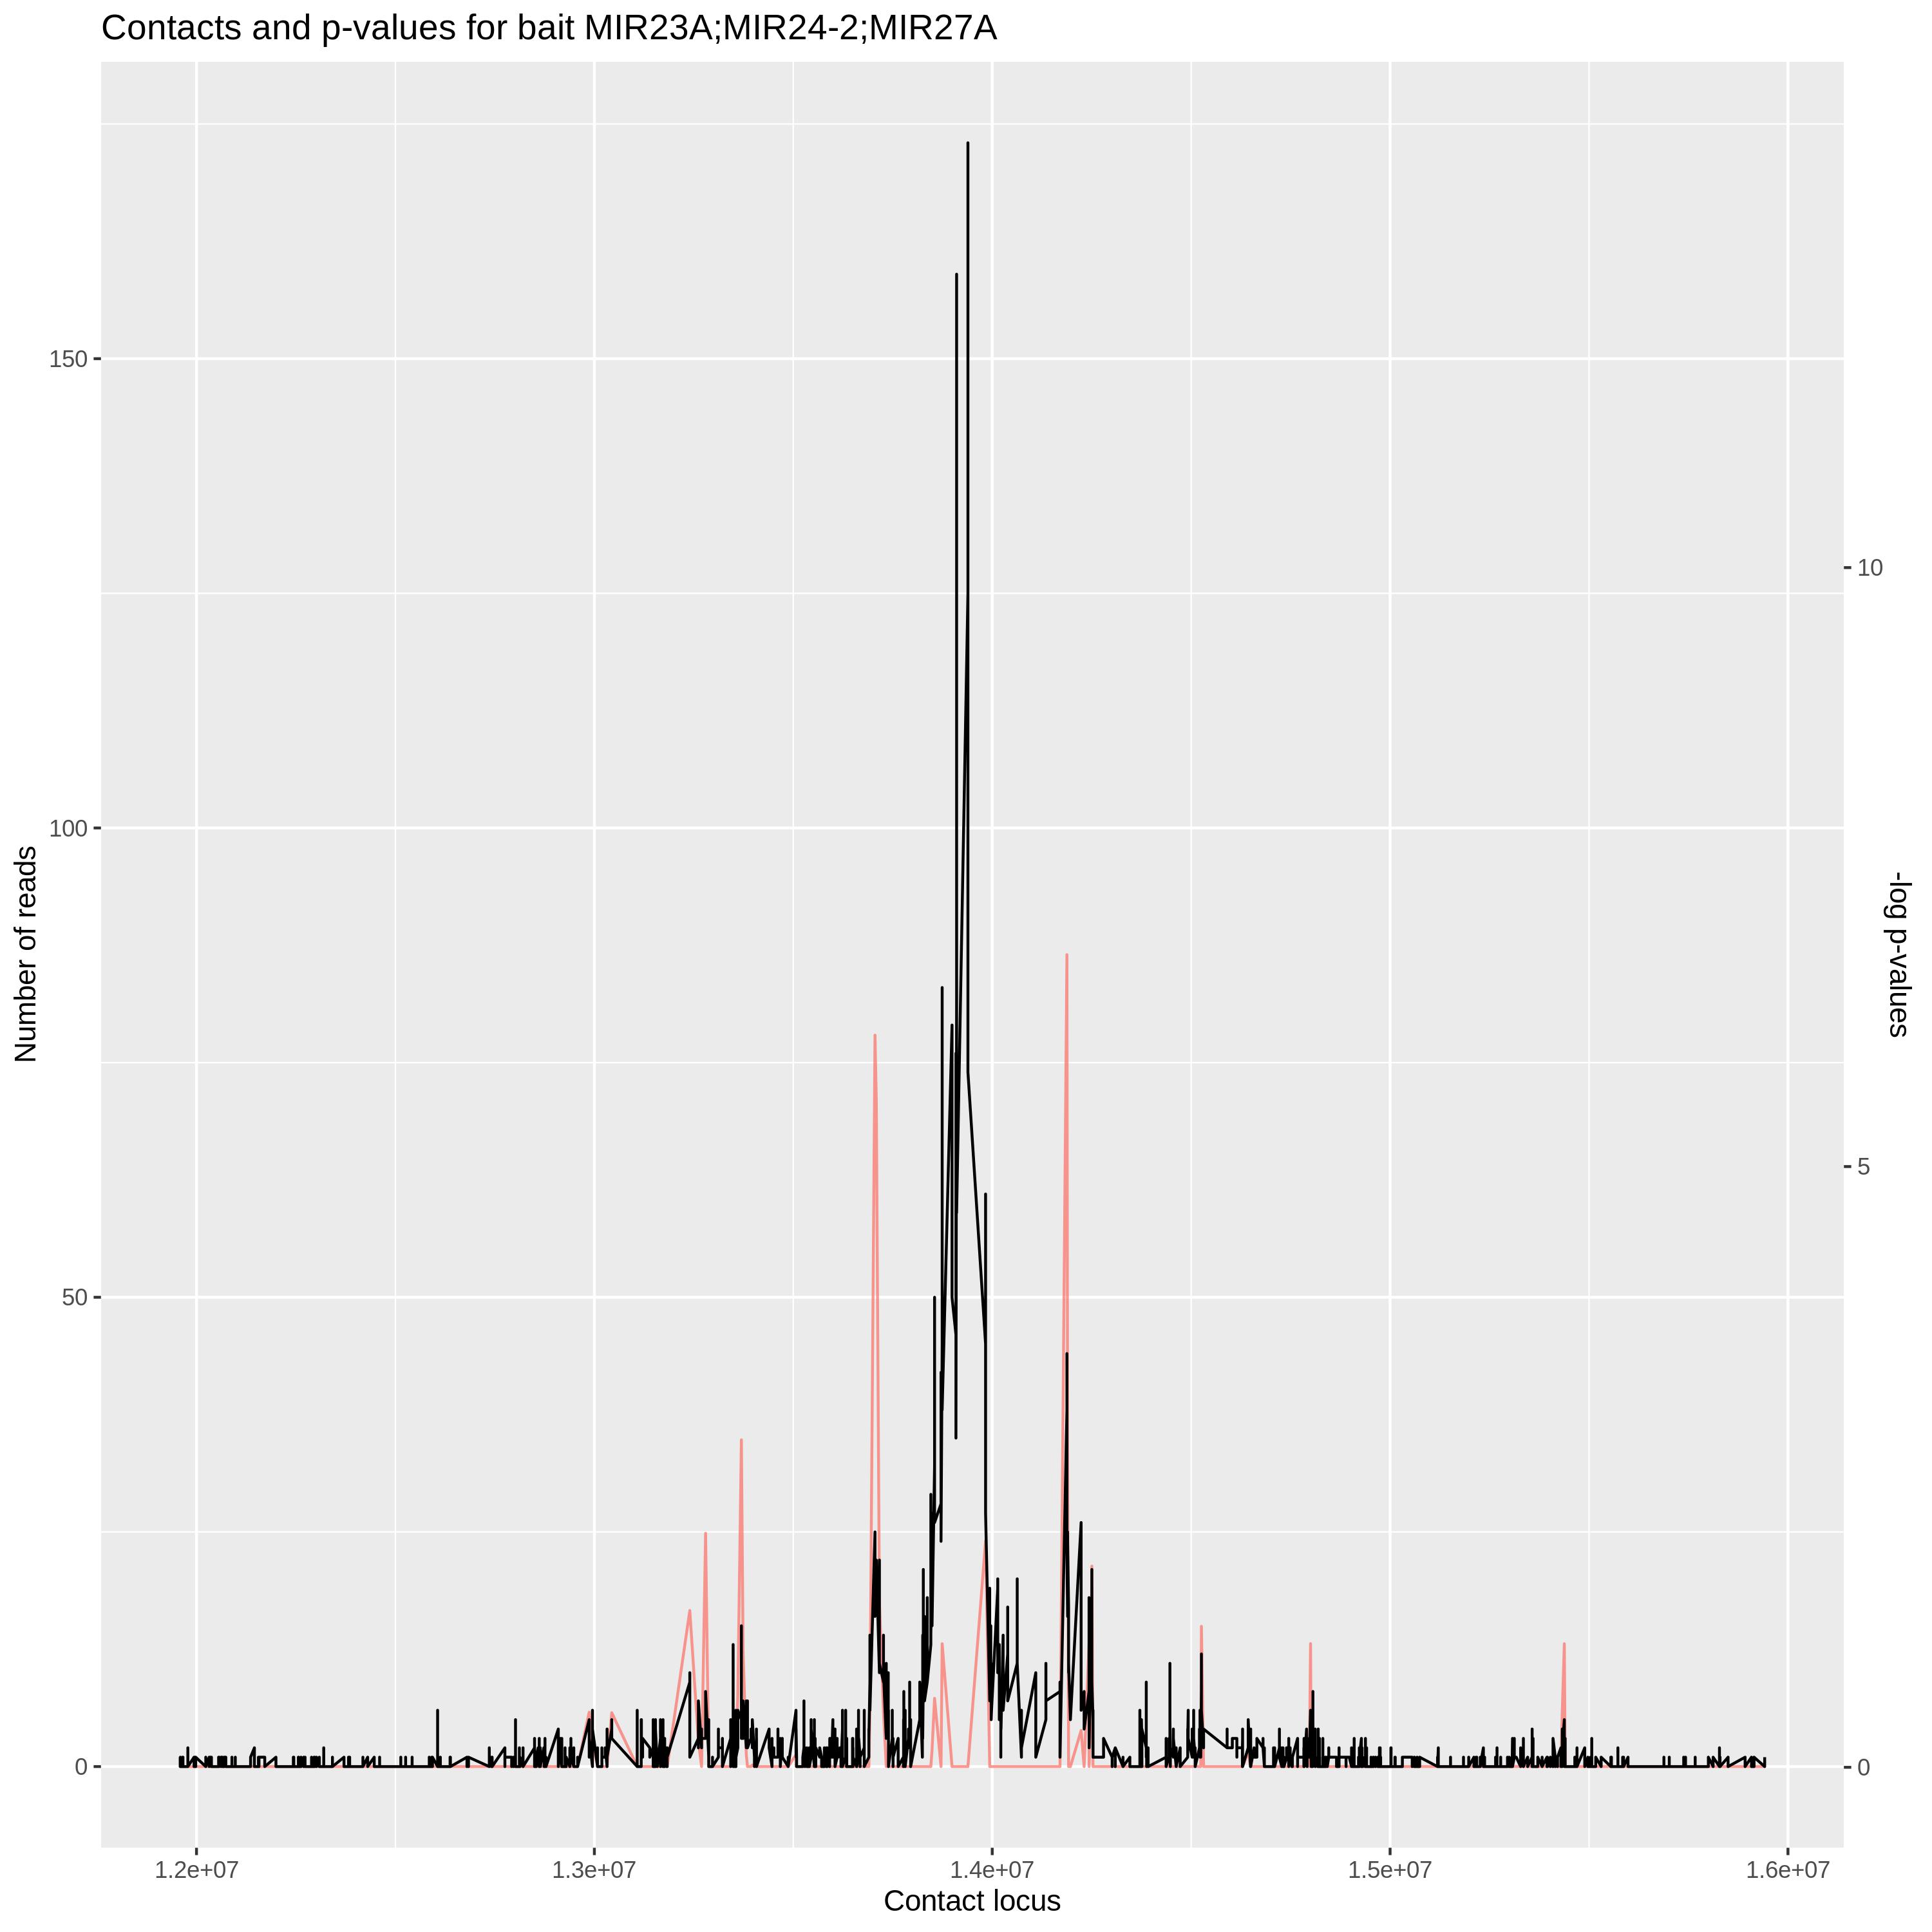 Contacts and p-values for bait MIR23A;MIR24-2;MIR27A
150
100
50
0
Number of reads
10
5
0
-log p-values
1.2e+07
1.3e+07
1.4e+07
1.5e+07
1.6e+07
Contact locus